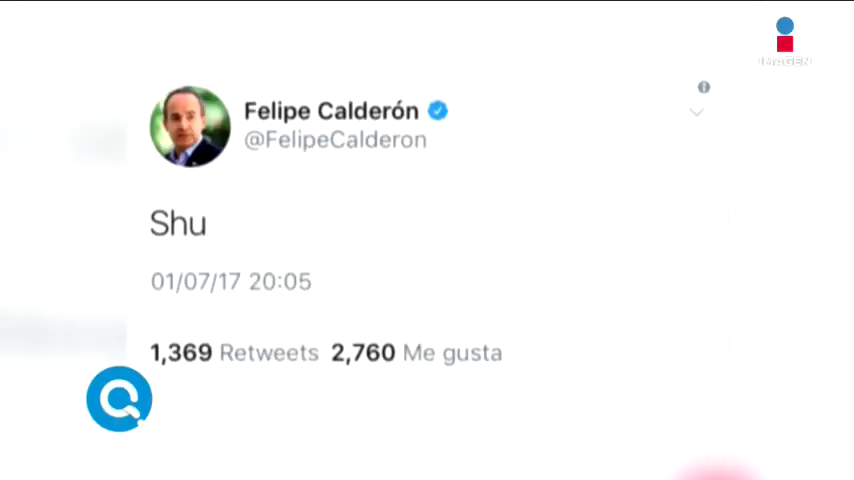 IMAGEN
Felipe Calderón
@FelipeCalderon
Shu
01/07/17 20:05
1,369 Retweets 2,760 Me gusta